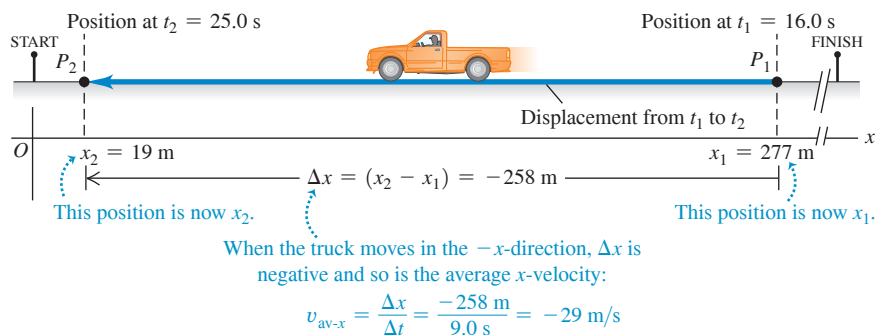 Position at t₂ = 25.0 s
Position at t₁ = 16.0 s
START
FINISH
P₂
P₁
Displacement from t₁ to t₂
O
x₂ = 19 m
x₁ = 277 m
x
Δx = (x₂ − x₁) = −258 m
This position is now x₂.
This position is now x₁.
When the truck moves in the −x-direction, Δx is
negative and so is the average x-velocity:
v_av-x = Δx/Δt = −258 m/9.0 s = −29 m/s